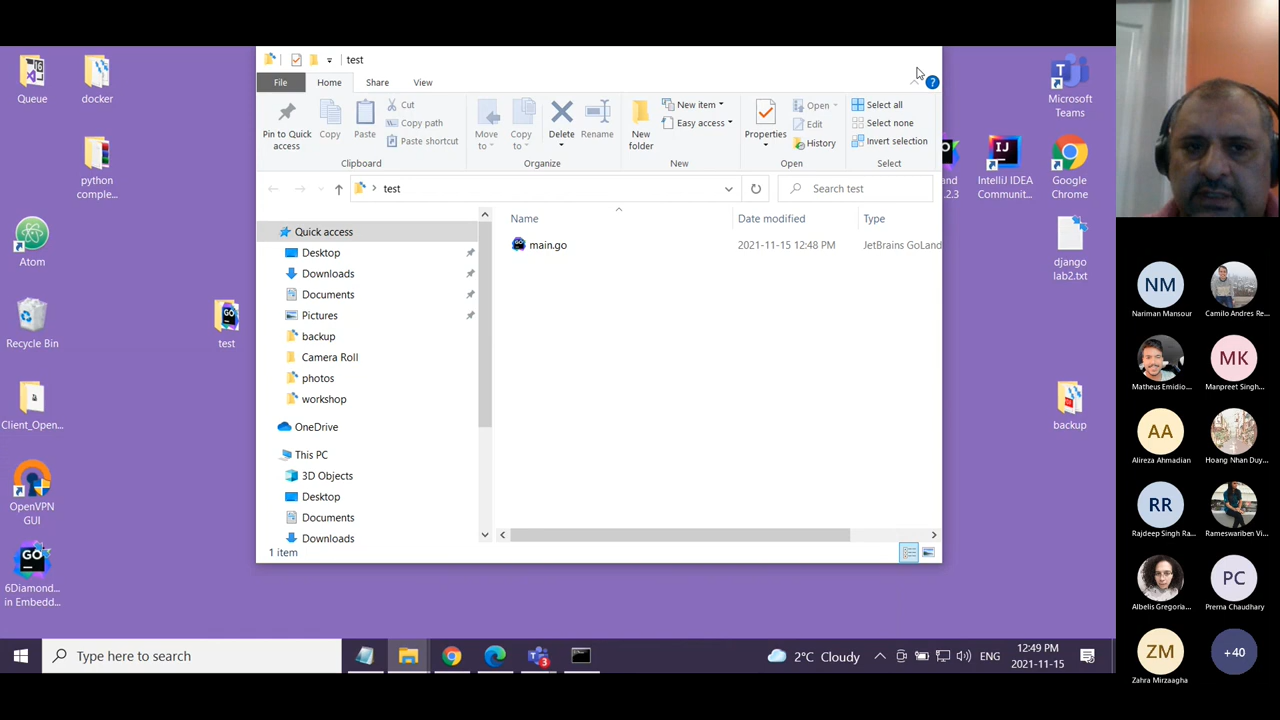 Queue
docker
python
comple...
Atom
Recycle Bin
test
Client_Open...
OpenVPN
GUI
6Diamond...
in Embedd...
test
File
Home
Share
View
Pin to Quick
access
Copy
Paste
Cut
Copy path
Paste shortcut
Clipboard
Move
to
Copy
to
Delete
Rename
Organize
New
folder
New item
Easy access
New
Properties
Open
Edit
History
Open
Select all
Select none
Invert selection
Select
test
Search test
Name
Date modified
Type
main.go
2021-11-15 12:48 PM
JetBrains GoLand
Quick access
Desktop
Downloads
Documents
Pictures
backup
Camera Roll
photos
workshop
OneDrive
This PC
3D Objects
Desktop
Documents
Downloads
1 item
Microsoft
Teams
IntelliJ IDEA
Communit...
Google
Chrome
django
lab2.txt
backup
Type here to search
3
2°C Cloudy
ENG
12:49 PM
2021-11-15
NM
Nariman Mansour
Camilo Andres Re...
Matheus Emidio...
MK
Manpreet Singh...
AA
Alireza Ahmadian
Hoang Nhan Duy...
RR
Rajdeep Singh Ra...
Rameswariben Vi...
Albelis Gregoria...
PC
Prerna Chaudhary
ZM
Zahra Mirzaagha
+40